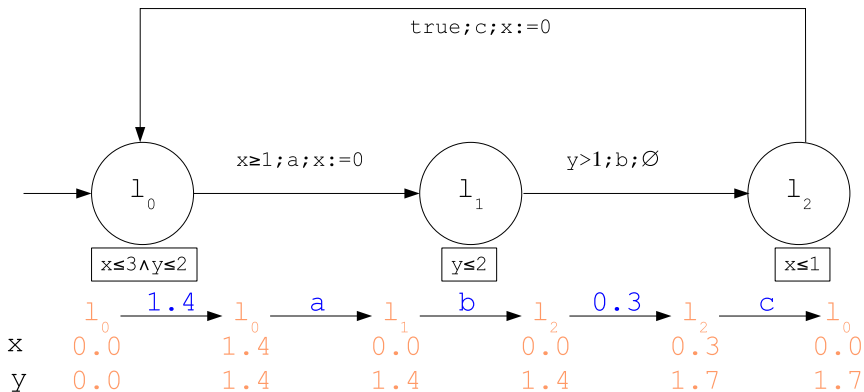 true;c;x:=0
x≥1;a;x:=0 y>1;b;∅
l₀ l₁ l₂
x≤3∧y≤2 y≤2 x≤1
l₀ 1.4 l₀ a l₁ b l₂ 0.3 l₂ c l₀
x 0.0 1.4 0.0 0.0 0.3 0.0
y 0.0 1.4 1.4 1.4 1.7 1.7